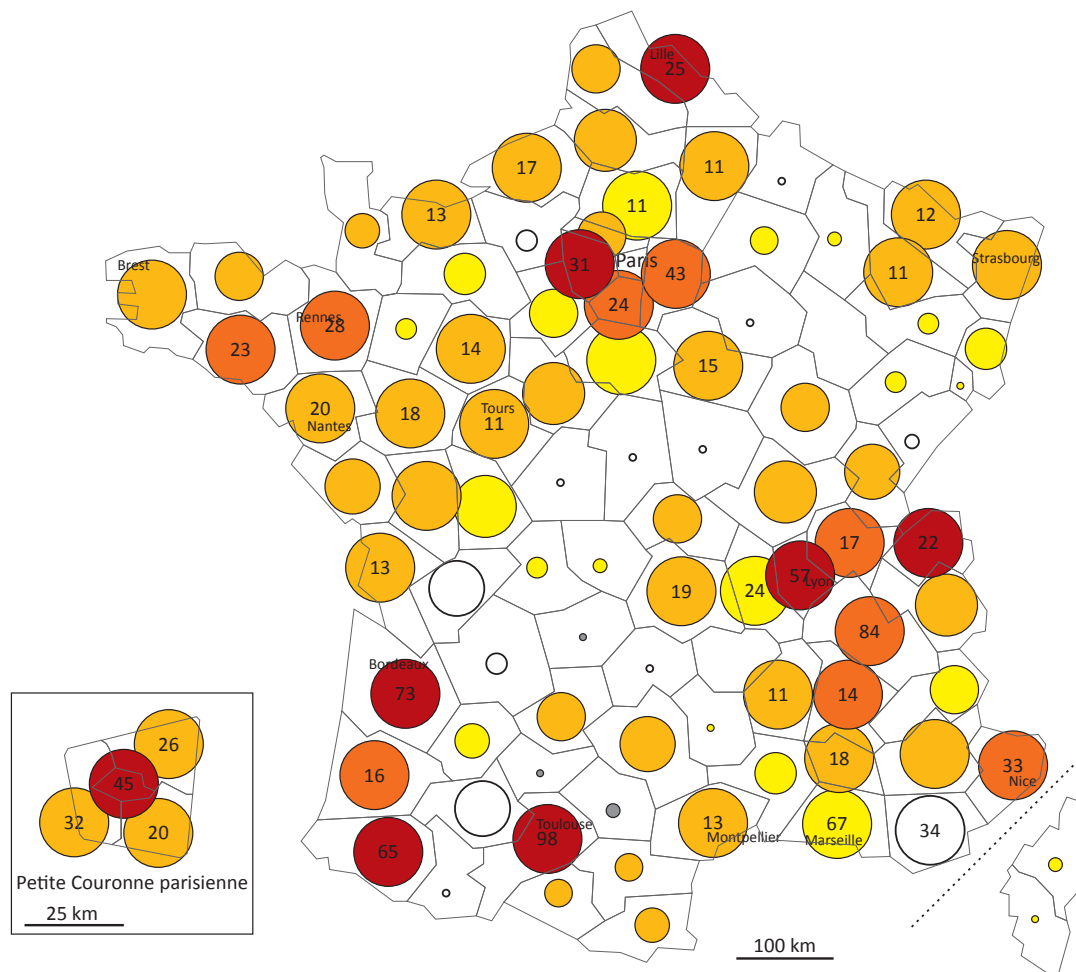 Lille
25
17
11
13
11
12
Brest
31
Paris
43
11
Strasbourg
24
Rennes
28
23
14
15
20
Nantes
18
Tours
11
17
22
13
19
24
57
Lyon
84
Bordeaux
73
11
14
16
18
33
Nice
65
Toulouse
98
13
Montpellier
67
Marseille
34
26
45
32
20
Petite Couronne parisienne
25 km
100 km